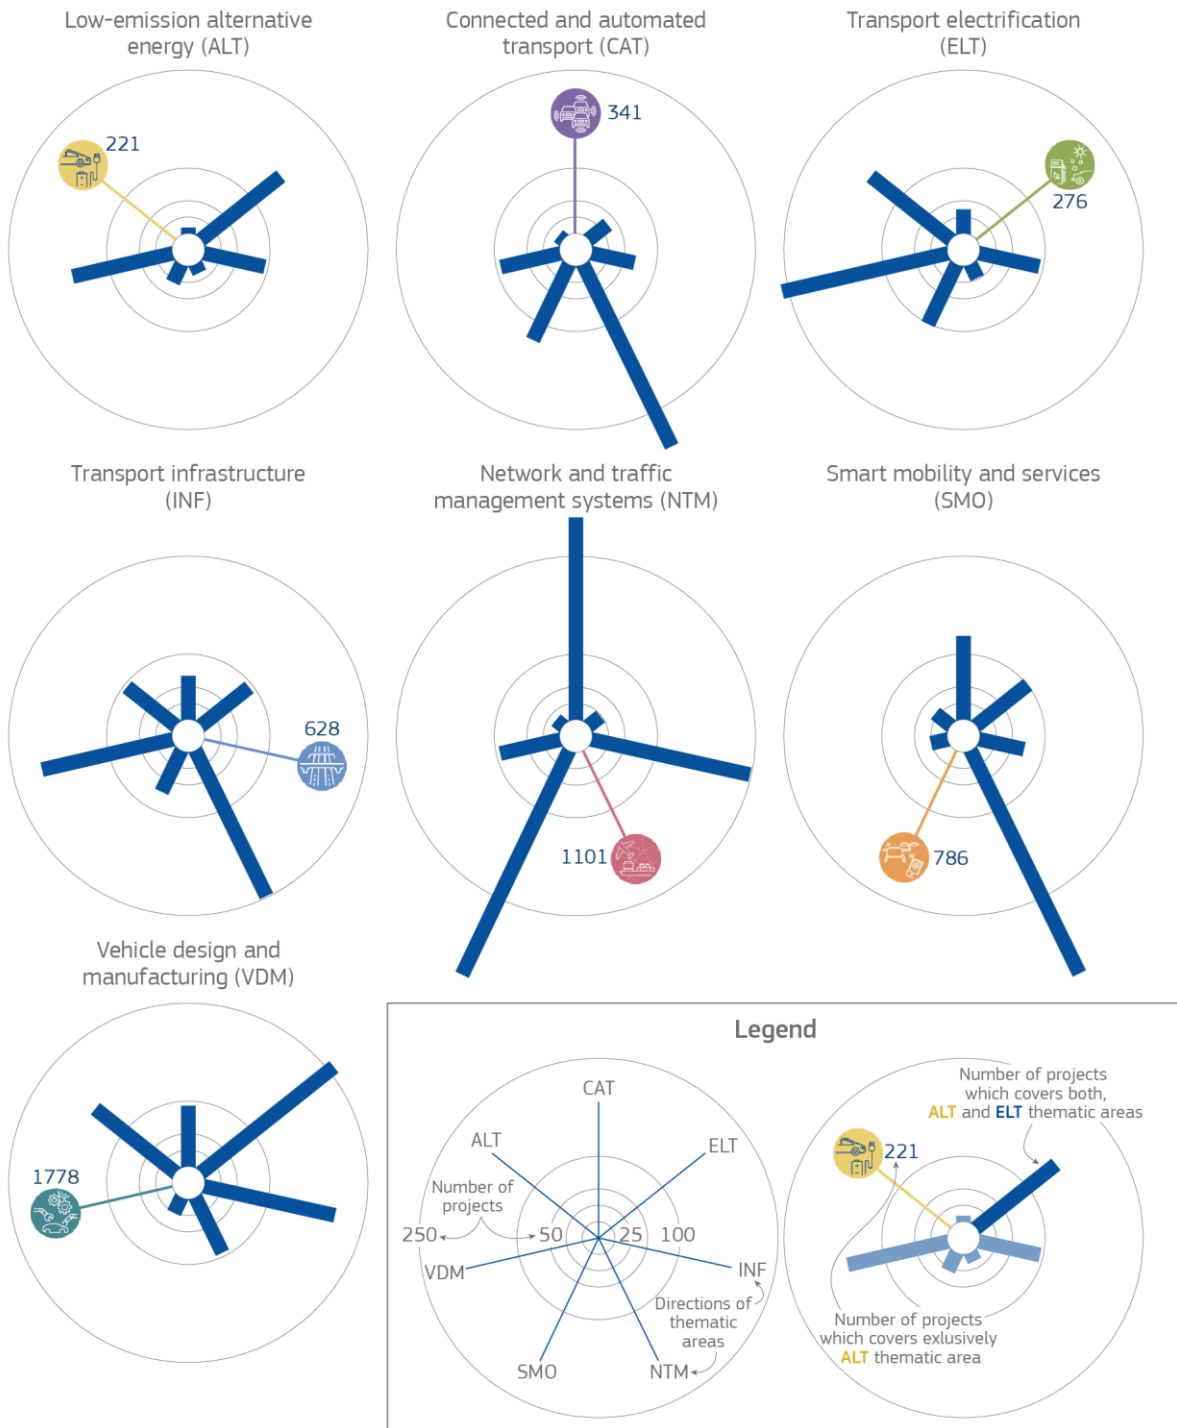 Low-emission alternative
energy (ALT)
221
Connected and automated
transport (CAT)
341
Transport electrification
(ELT)
276
Transport infrastructure
(INF)
628
Network and traffic
management systems (NTM)
1101
Smart mobility and services
(SMO)
786
Vehicle design and
manufacturing (VDM)
1778
Legend
CAT
ALT
ELT
Number of
projects
250
50
25
100
VDM
INF
Directions of
thematic
areas
SMO
NTM
Number of projects
which covers both,
ALT and ELT thematic areas
221
Number of projects
which covers exlusively
ALT thematic area